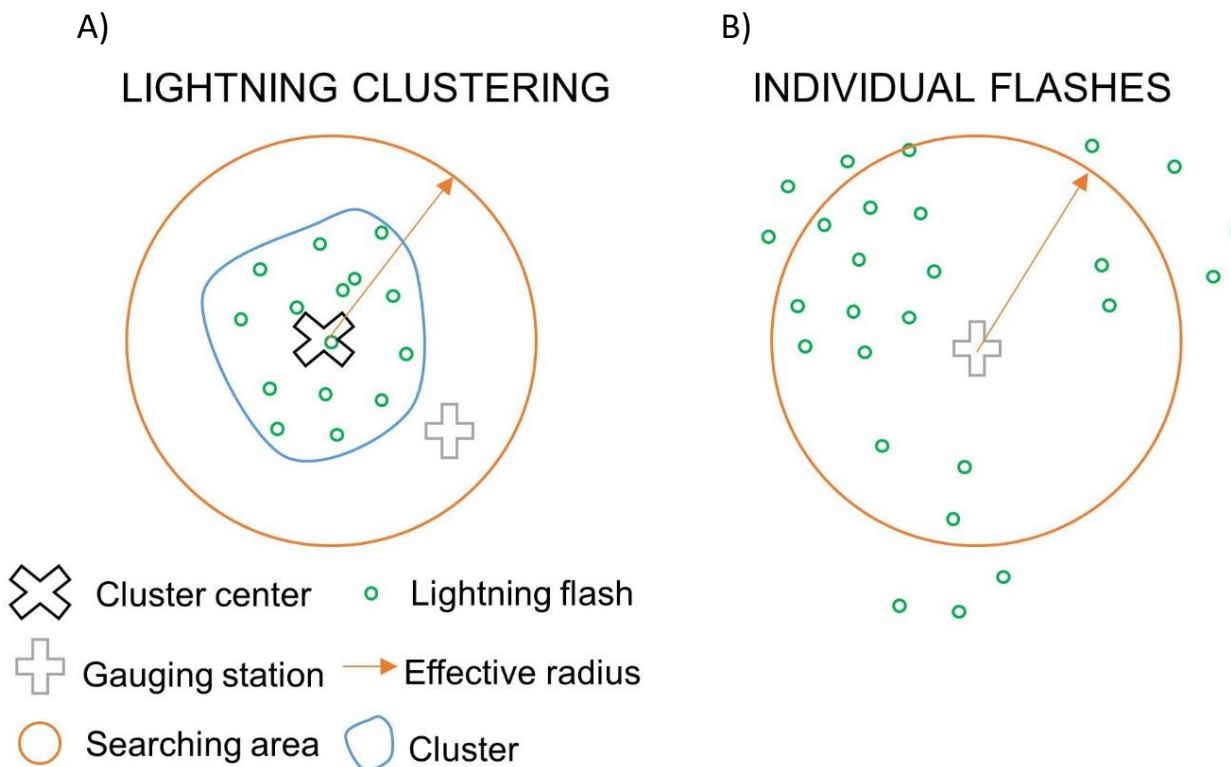 A)
LIGHTNING CLUSTERING
B)
INDIVIDUAL FLASHES
Cluster center
Lightning flash
Gauging station
Effective radius
Searching area
Cluster